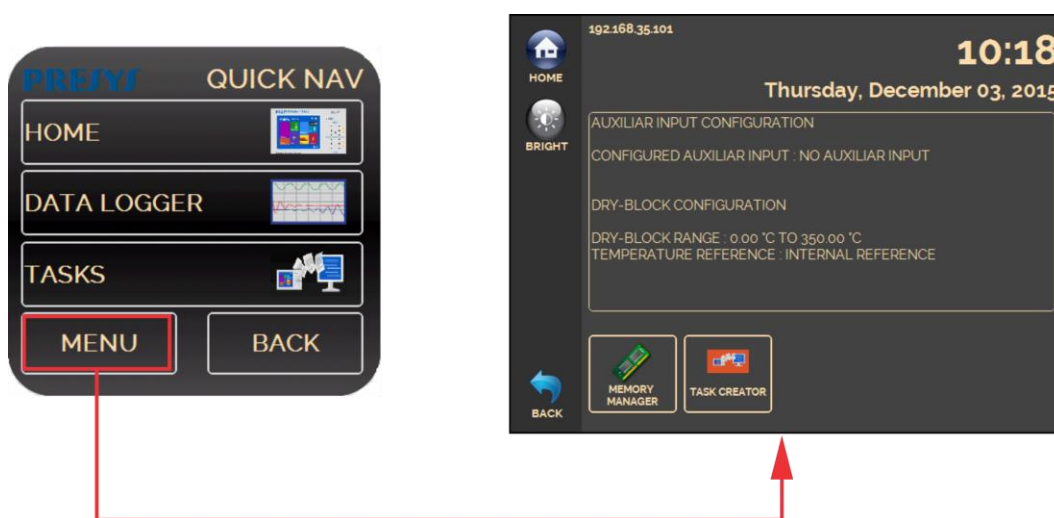 PRESYS QUICK NAV
HOME
DATA LOGGER
TASKS
MENU BACK
192.168.35.101
10:18
Thursday, December 03, 2015
HOME
BRIGHT
AUXILIAR INPUT CONFIGURATION
CONFIGURED AUXILIAR INPUT : NO AUXILIAR INPUT
DRY-BLOCK CONFIGURATION
DRY-BLOCK RANGE : 0.00 °C TO 350.00 °C
TEMPERATURE REFERENCE : INTERNAL REFERENCE
MEMORY
MANAGER
TASK CREATOR
BACK